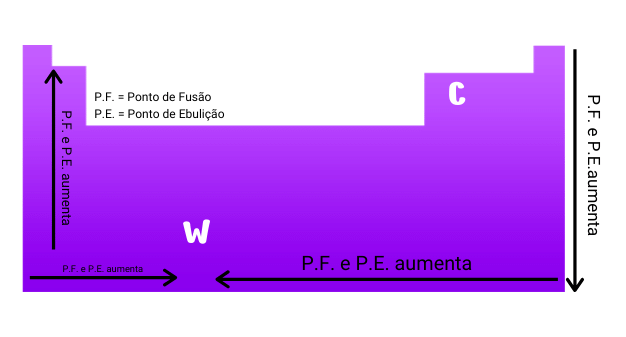 C
P.F. = Ponto de Fusão
P.E. = Ponto de Ebulição
P.F. e P.E. aumenta
P.F. e P.E.aumenta
W
P.F. e P.E. aumenta
P.F. e P.E. aumenta